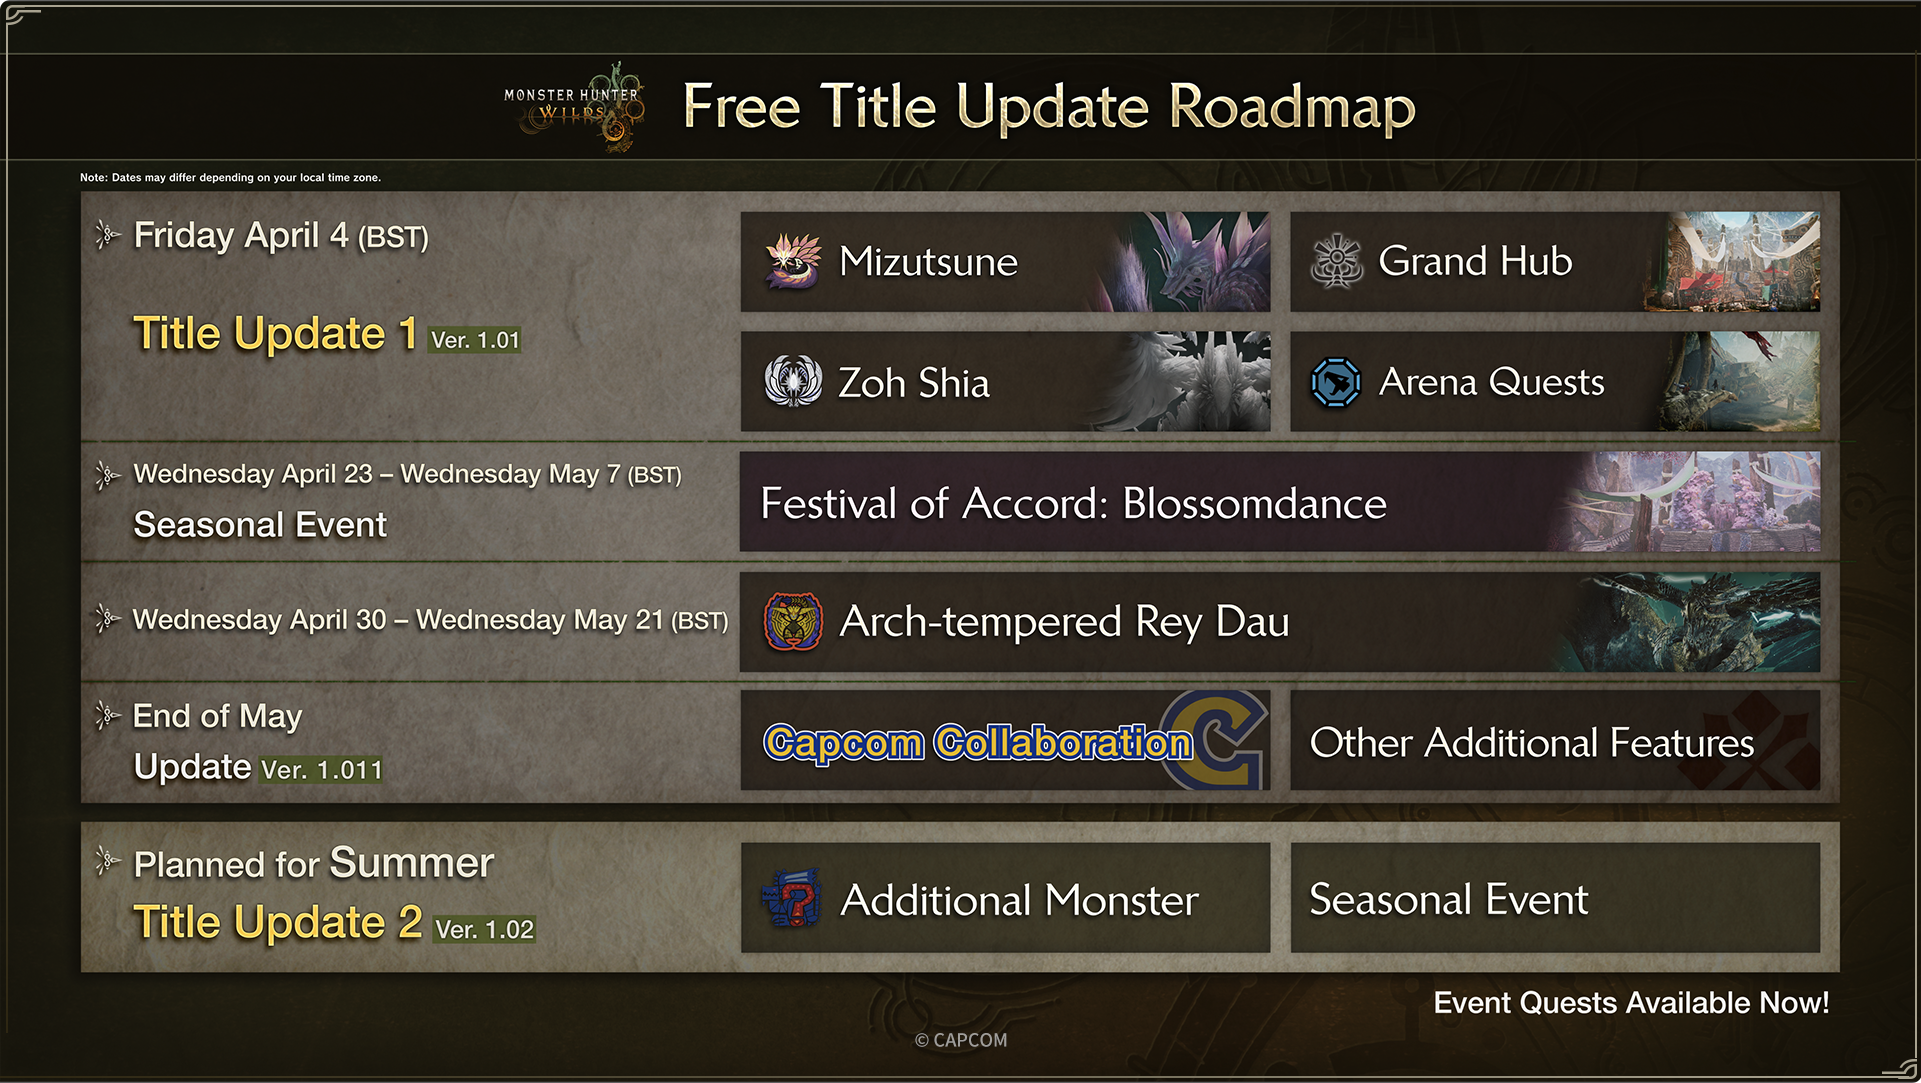 MONSTER HUNTER
WILDS
Free Title Update Roadmap
Note: Dates may differ depending on your local time zone.
Friday April 4 (BST)
Title Update 1 Ver. 1.01
Mizutsune
Grand Hub
Zoh Shia
Arena Quests
Wednesday April 23 – Wednesday May 7 (BST)
Seasonal Event
Festival of Accord: Blossomdance
Wednesday April 30 – Wednesday May 21 (BST)
Arch-tempered Rey Dau
End of May
Update Ver. 1.011
Capcom Collaboration
Other Additional Features
Planned for Summer
Title Update 2 Ver. 1.02
Additional Monster
Seasonal Event
Event Quests Available Now!
© CAPCOM